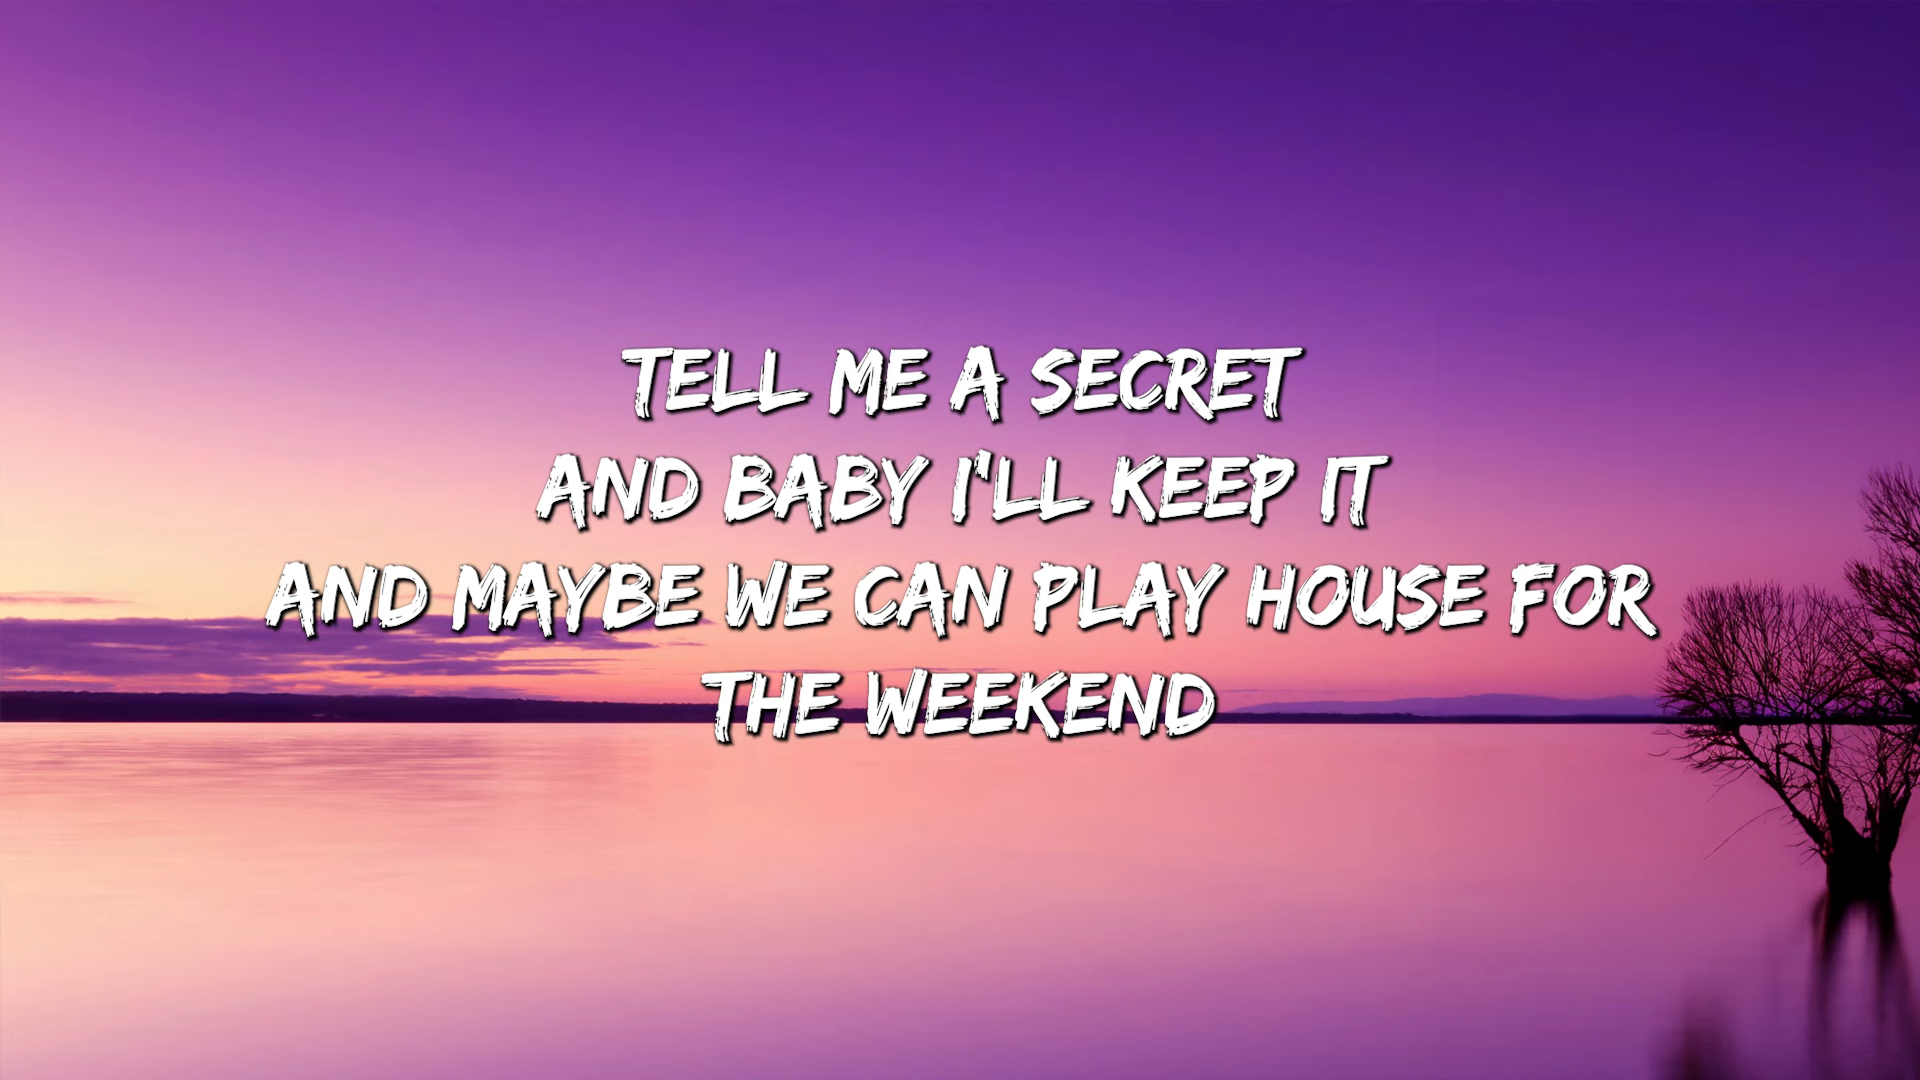 TELL ME A SECRET
AND BABY I'LL KEEP IT
AND MAYBE WE CAN PLAY HOUSE FOR
THE WEEKEND